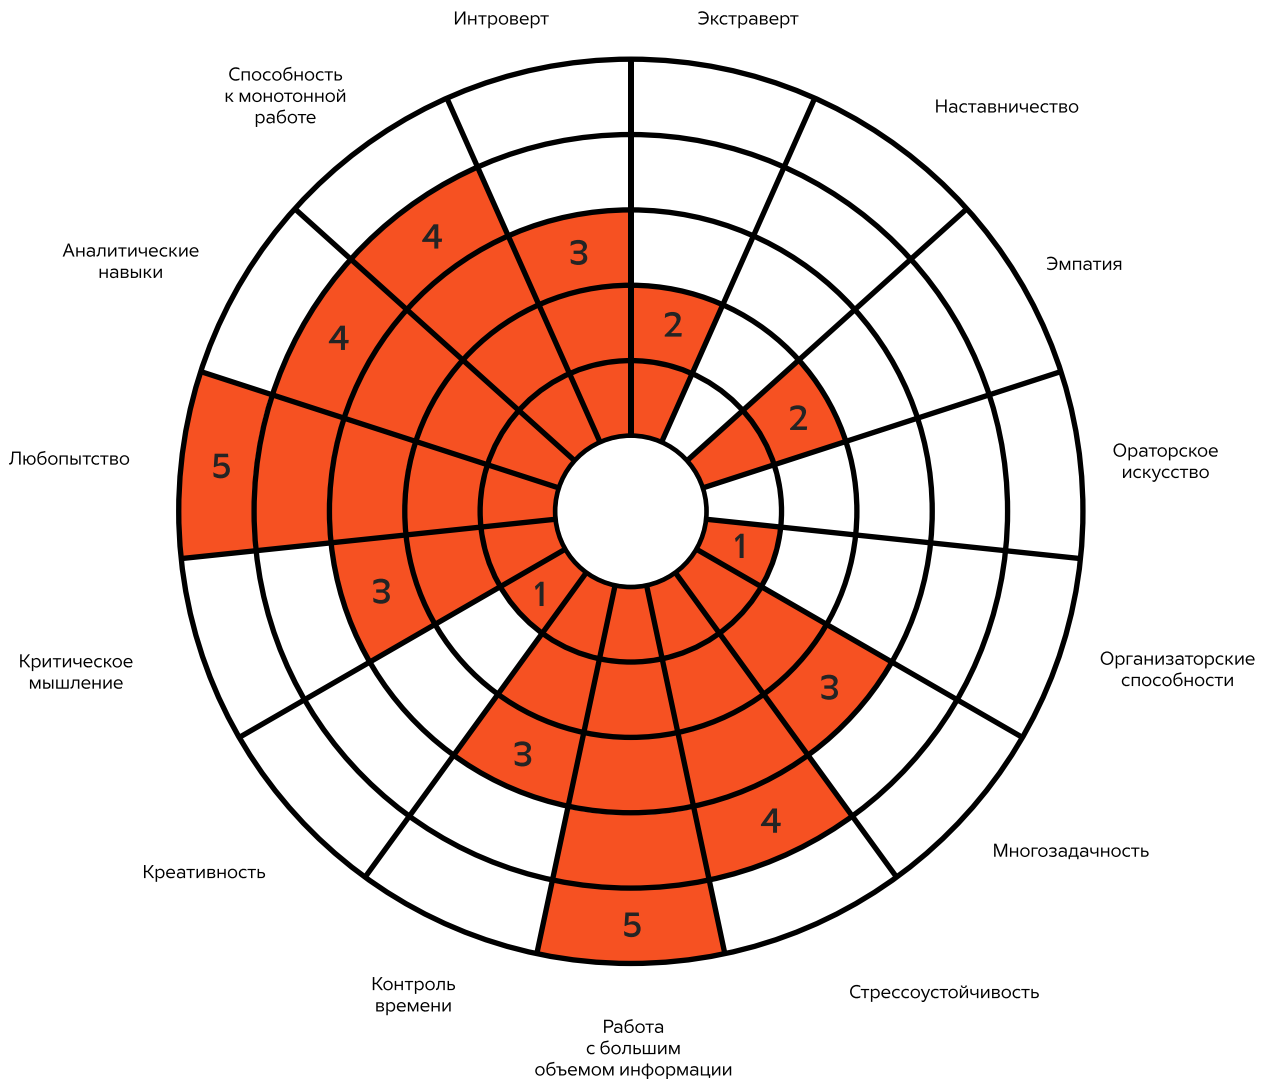 Интроверт
Экстраверт
Способность
к монотонной
работе
Наставничество
Аналитические
навыки
Эмпатия
Любопытство
Ораторское
искусство
Критическое
мышление
Организаторские
способности
Креативность
Многозадачность
Контроль
времени
Стрессоустойчивость
Работа
с большим
объемом информации
4
3
2
4
2
5
1
3
1
3
3
4
5